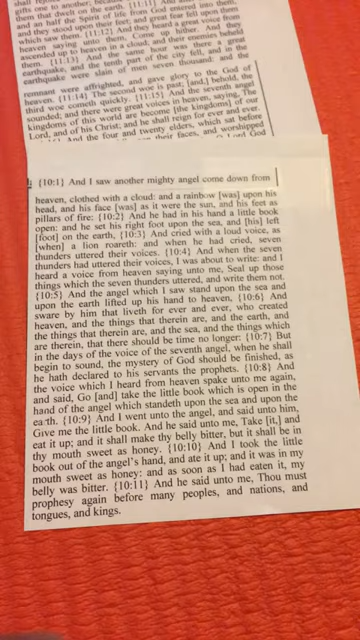 shall rejoice over them, because
gifts one to another; because
them that dwelt on the earth. {11:11} And
and an half the Spirit of life from God entered into them,
and they stood upon their feet; and great fear fell upon them
which saw them. {11:12} And they heard a great voice from
heaven saying unto them, Come up hither. And they
ascended up to heaven in a cloud; and their enemies beheld
them. {11:13} And the same hour was there a great
earthquake, and the tenth part of the city fell, and in the
earthquake were slain of men seven thousand: and the
remnant were affrighted, and gave glory to the God of
heaven. {11:14} The second woe is past; [and,] behold, the
third woe cometh quickly. {11:15} And the seventh angel
sounded; and there were great voices in heaven, saying, The
kingdoms of this world are become [the kingdoms] of our
Lord, and of his Christ; and he shall reign for ever and ever.
And the four and twenty elders, which sat before
their faces, and worshipped
God
{10:1} And I saw another mighty angel come down from
heaven, clothed with a cloud: and a rainbow [was] upon his
head, and his face [was] as it were the sun, and his feet as
pillars of fire: {10:2} And he had in his hand a little book
open: and he set his right foot upon the sea, and [his] left
[foot] on the earth, {10:3} And cried with a loud voice, as
[when] a lion roareth: and when he had cried, seven
thunders uttered their voices. {10:4} And when the seven
thunders had uttered their voices, I was about to write: and I
heard a voice from heaven saying unto me, Seal up those
things which the seven thunders uttered, and write them not.
{10:5} And the angel which I saw stand upon the sea and
upon the earth lifted up his hand to heaven, {10:6} And
sware by him that liveth for ever and ever, who created
heaven, and the things that therein are, and the earth, and
the things that therein are, and the sea, and the things which
are therein, that there should be time no longer: {10:7} But
in the days of the voice of the seventh angel, when he shall
begin to sound, the mystery of God should be finished, as
he hath declared to his servants the prophets. {10:8} And
the voice which I heard from heaven spake unto me again,
and said, Go [and] take the little book which is open in the
hand of the angel which standeth upon the sea and upon the
earth. {10:9} And I went unto the angel, and said unto him,
Give me the little book. And he said unto me, Take [it,] and
eat it up; and it shall make thy belly bitter, but it shall be in
thy mouth sweet as honey. {10:10} And I took the little
book out of the angel's hand, and ate it up; and it was in my
mouth sweet as honey: and as soon as I had eaten it, my
belly was bitter. {10:11} And he said unto me, Thou must
prophesy again before many peoples, and nations, and
tongues, and kings.